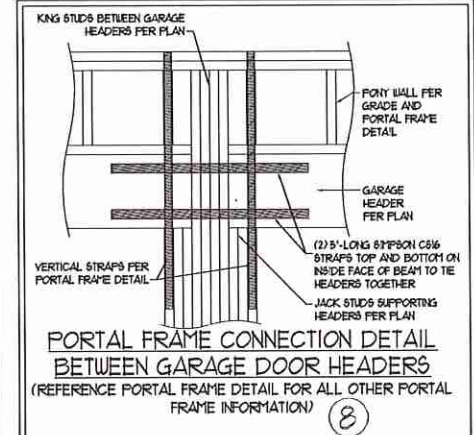 KING STUDS BETWEEN GARAGE
HEADERS PER PLAN
PONY WALL PER
GRADE AND
PORTAL FRAME
DETAIL
GARAGE
HEADER
PER PLAN
(2) 5'-LONG SIMPSON CS16
STRAPS TOP AND BOTTOM ON
INSIDE FACE OF BEAM TO TIE
HEADERS TOGETHER
VERTICAL STRAPS PER
PORTAL FRAME DETAIL
JACK STUDS SUPPORTING
HEADERS PER PLAN
PORTAL FRAME CONNECTION DETAIL
BETWEEN GARAGE DOOR HEADERS
(REFERENCE PORTAL FRAME DETAIL FOR ALL OTHER PORTAL
FRAME INFORMATION)
8